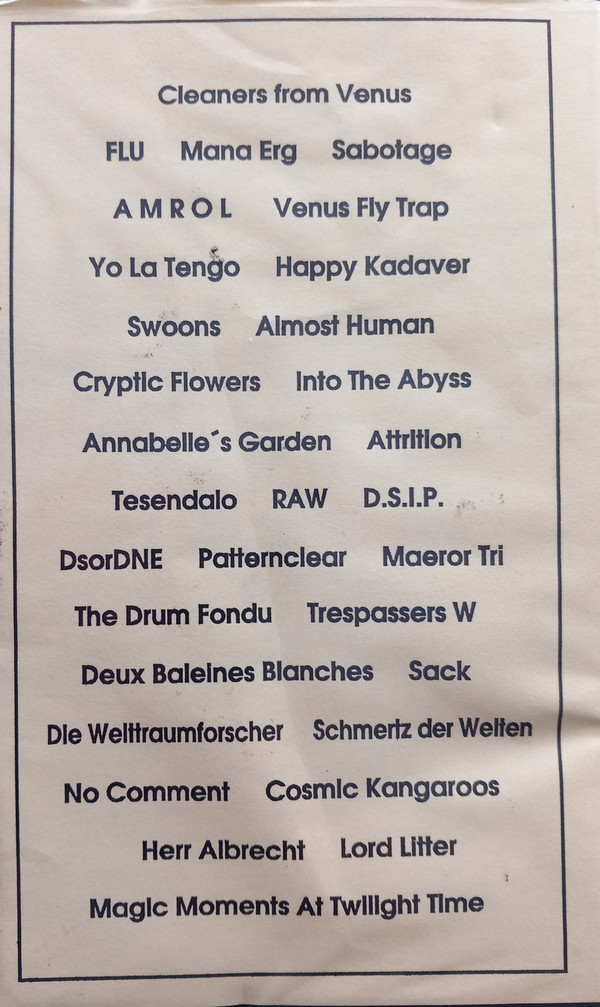 Cleaners from Venus
FLU Mana Erg Sabotage
A M R O L Venus Fly Trap
Yo La Tengo Happy Kadaver
Swoons Almost Human
Cryptic Flowers Into The Abyss
Annabelle´s Garden Attrition
Tesendalo RAW D.S.I.P.
DsorDNE Patternclear Maeror Tri
The Drum Fondu Trespassers W
Deux Baleines Blanches Sack
Die Welttraumforscher Schmertz der Welten
No Comment Cosmic Kangaroos
Herr Albrecht Lord Litter
Magic Moments At Twilight Time